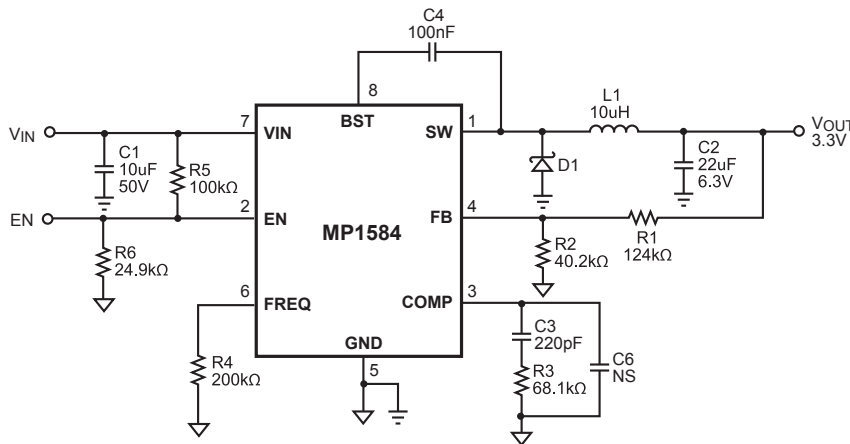 C4
100nF
8
L1
10uH
VIN
7
VIN
BST
SW
1
VOUT
3.3V
C1
10uF
50V
R5
100kΩ
D1
C2
22uF
6.3V
EN
2
EN
MP1584
FB
4
R6
24.9kΩ
R2
40.2kΩ
R1
124kΩ
6
FREQ
COMP
3
R4
200kΩ
GND
5
C3
220pF
R3
68.1kΩ
C6
NS